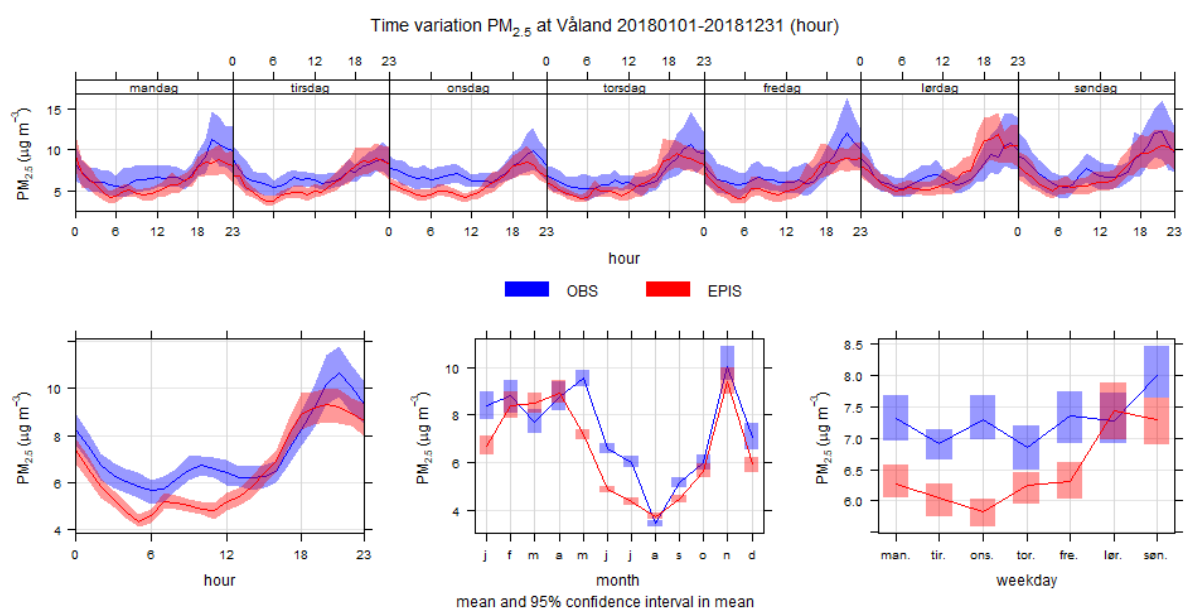 Time variation PM2.5 at Våland 20180101-20181231 (hour)
0 6 18 23 0 6 18 23 0 6 18 23
mandag tirsdag onsdag torsdag fredag lørdag søndag
PM2.5 (µg m−3)
15
10
5
0 6 12 18 23 0 6 12 18 23 0 6 12 18 23 0 6 12 18 23
hour
OBS EPIS
PM2.5 (µg m−3)
10
8
6
4
0 6 12 18 23
hour
PM2.5 (µg m−3)
10
8
6
4
j f m a m j j a s o n d
month
PM2.5 (µg m−3)
8.5
8.0
7.5
7.0
6.5
6.0
man. tir. ons. tor. fre. lør. søn.
weekday
mean and 95% confidence interval in mean